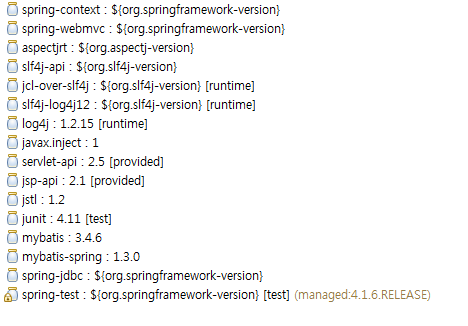 spring-context : ${org.springframework-version}
spring-webmvc : ${org.springframework-version}
aspectjrt : ${org.aspectj-version}
slf4j-api : ${org.slf4j-version}
jcl-over-slf4j : ${org.slf4j-version} [runtime]
slf4j-log4j12 : ${org.slf4j-version} [runtime]
log4j : 1.2.15 [runtime]
javax.inject : 1
servlet-api : 2.5 [provided]
jsp-api : 2.1 [provided]
jstl : 1.2
junit : 4.11 [test]
mybatis : 3.4.6
mybatis-spring : 1.3.0
spring-jdbc : ${org.springframework-version}
spring-test : ${org.springframework-version} [test] (managed:4.1.6.RELEASE)